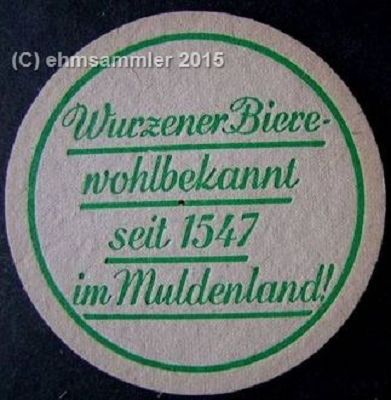 (C) ehmsammler 2015
Wurzener Biere-
wohlbekannt
seit 1547
im Muldenland!